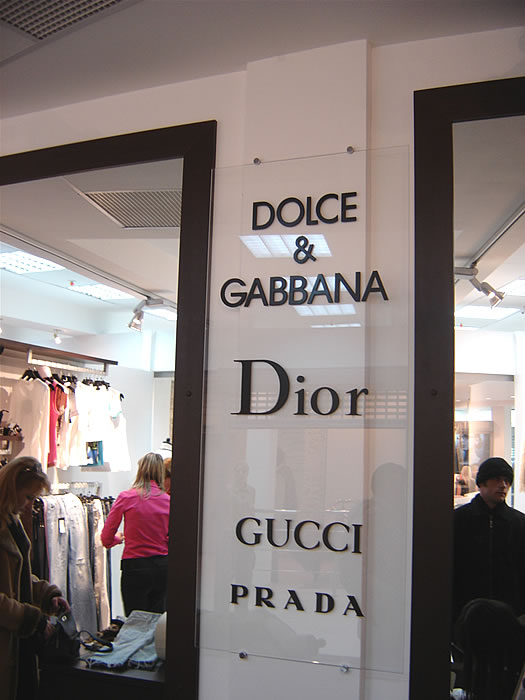 DOLCE
&
GABBANA
Dior
GUCCI
PRADA